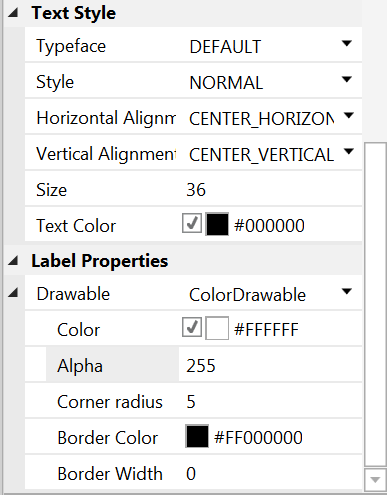 Text Style
Typeface DEFAULT
Style NORMAL
Horizontal Alignm CENTER_HORIZON
Vertical Alignment CENTER_VERTICAL
Size 36
Text Color #000000
Label Properties
Drawable ColorDrawable
Color #FFFFFF
Alpha 255
Corner radius 5
Border Color #FF000000
Border Width 0